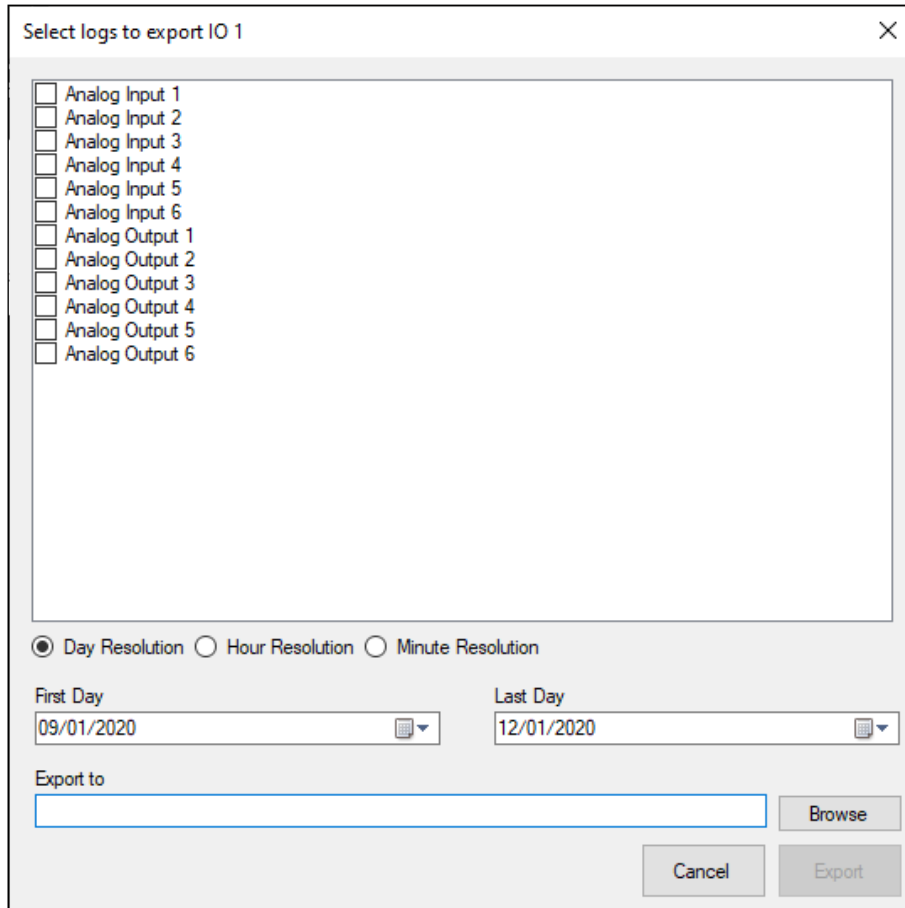 Select logs to export IO 1
Analog Input 1
Analog Input 2
Analog Input 3
Analog Input 4
Analog Input 5
Analog Input 6
Analog Output 1
Analog Output 2
Analog Output 3
Analog Output 4
Analog Output 5
Analog Output 6
Day Resolution Hour Resolution Minute Resolution
First Day Last Day
09/01/2020 12/01/2020
Export to
Browse
Cancel Export